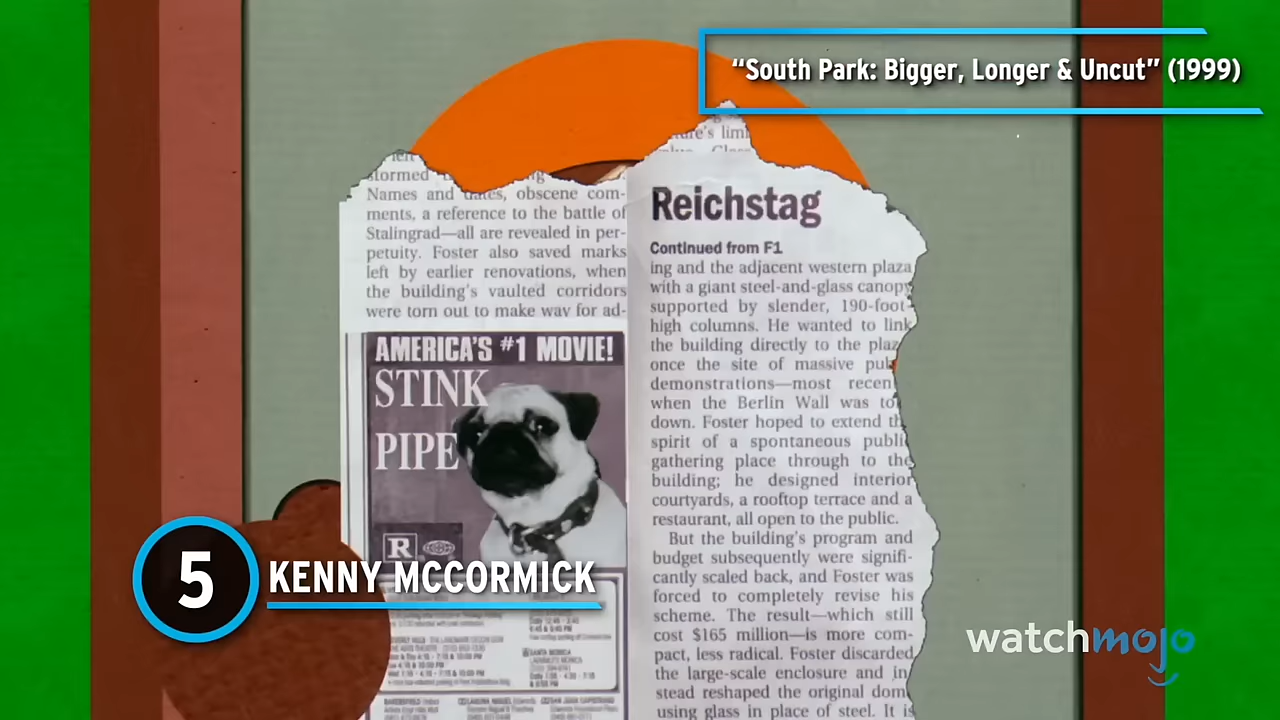 “South Park: Bigger, Longer & Uncut” (1999)
left
stormed
Names and dates, obscene com-
ments, a reference to the battle of
Stalingrad—all are revealed in per-
petuity. Foster also saved marks
left by earlier renovations, when
the building's vaulted corridors
were torn out to make way for ad-
AMERICA'S #1 MOVIE!
STINK
PIPE
R
Reichstag
Continued from F1
ing and the adjacent western plaza
with a giant steel-and-glass canopy
supported by slender, 190-foot-
high columns. He wanted to link
the building directly to the plaz
once the site of massive pub
demonstrations—most recen
when the Berlin Wall was to
down. Foster hoped to extend th
spirit of a spontaneous publi
gathering place through to the
building; he designed interior
courtyards, a rooftop terrace and a
restaurant, all open to the public.
But the building's program and
budget subsequently were signifi-
cantly scaled back, and Foster was
forced to completely revise his
scheme. The result—which still
cost $165 million—is more com-
pact, less radical. Foster discarded
the large-scale enclosure and in-
stead reshaped the original dom
using glass in place of steel. It is
5
KENNY MCCORMICK
SANTA MONICA
watchmojo